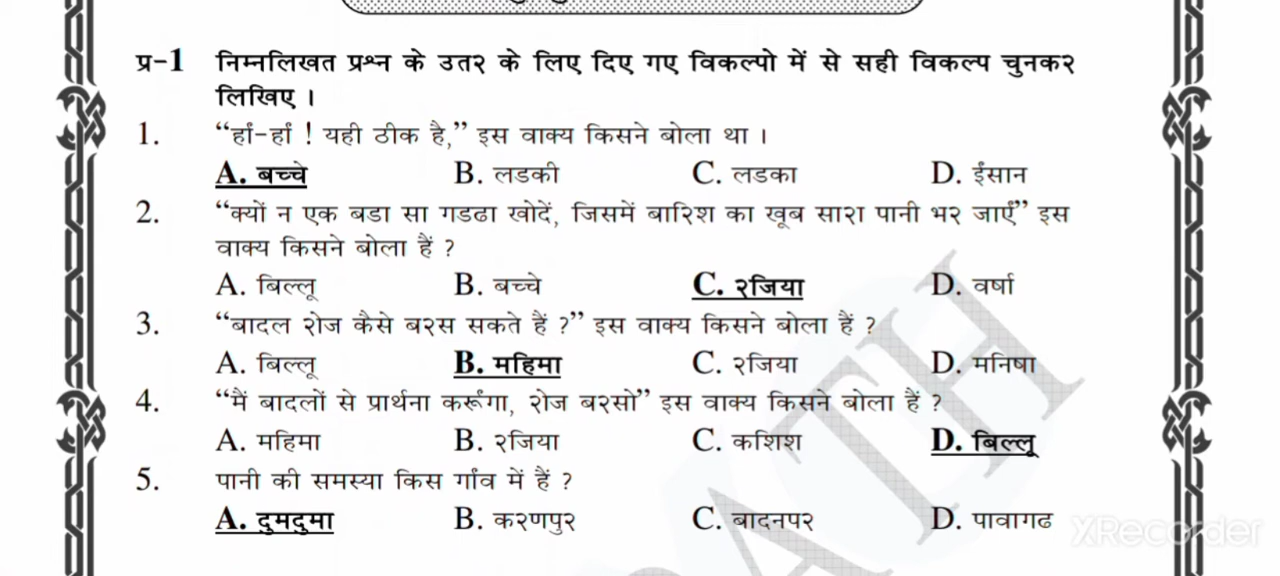 प्र-1 निम्नलिखत प्रश्न के उतर के लिए दिए गए विकल्पो में से सही विकल्प चुनकर
लिखिए ।
1. “हाँ-हाँ ! यही ठीक है,” इस वाक्य किसने बोला था ।
A. बच्चे B. लडकी C. लडका D. ईंसान
2. “क्यों न एक बडा सा गडढा खोदें, जिसमें बारिश का खूब सारा पानी भर जाएँ” इस
वाक्य किसने बोला हैं ?
A. बिल्लू B. बच्चे C. रजिया D. वर्षा
3. “बादल रोज कैसे बरस सकते हैं ?” इस वाक्य किसने बोला हैं ?
A. बिल्लू B. महिमा C. रजिया D. मनिषा
4. “मैं बादलों से प्रार्थना करूंगा, रोज बरसो” इस वाक्य किसने बोला हैं ?
A. महिमा B. रजिया C. कशिश D. बिल्लू
5. पानी की समस्या किस गाँव में हैं ?
A. दुमदुमा B. करणपुर C. बादनपर D. पावागढ
XRecorder